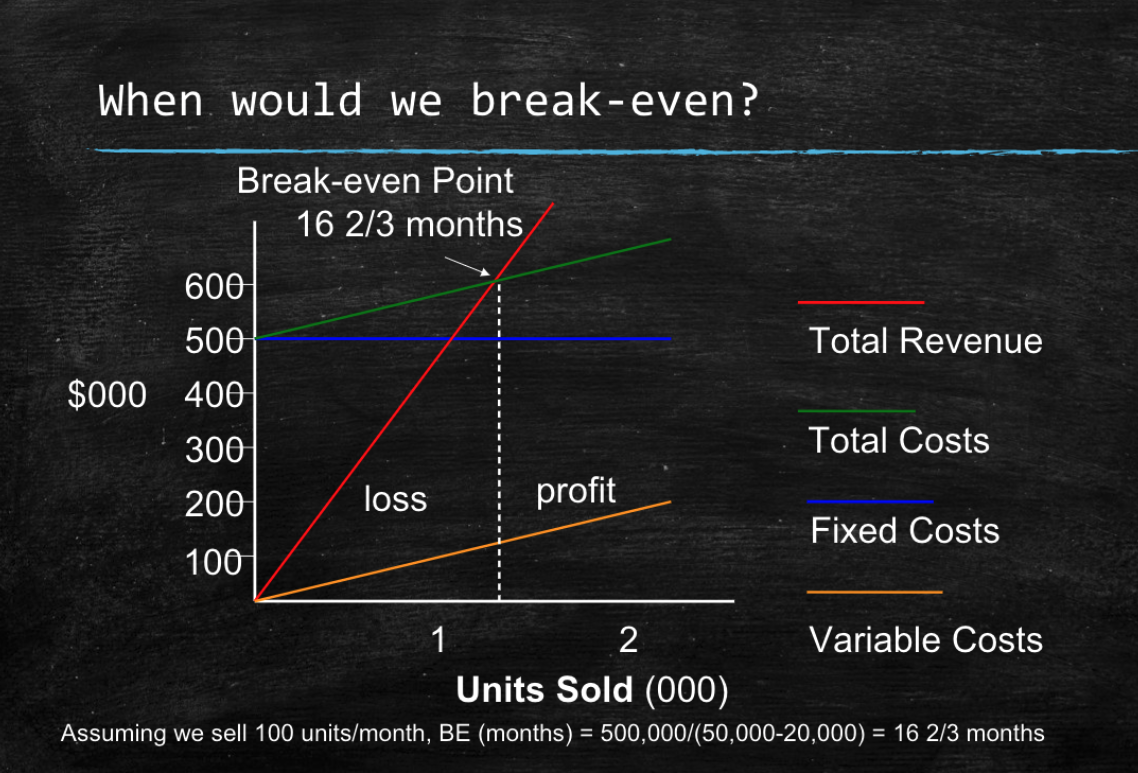 When would we break-even?
Break-even Point
16 2/3 months
600
500
$000
400
300
200
100
loss
profit
1
2
Units Sold (000)
Total Revenue
Total Costs
Fixed Costs
Variable Costs
Assuming we sell 100 units/month, BE (months) = 500,000/(50,000-20,000) = 16 2/3 months